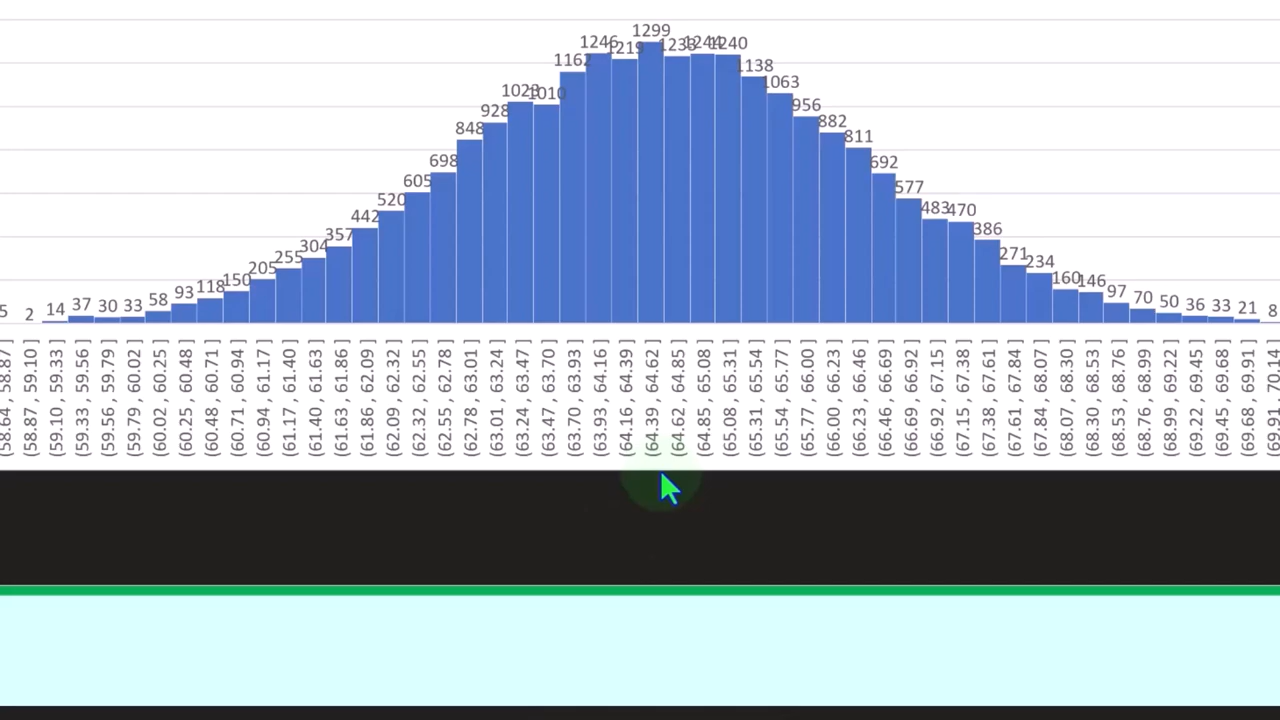 1299
1246 1219 1233 1244 1240
1162 1138
1023 1010 1063
928 956
848 882
811
698 692
605 577
520 483 470
442 386
357
304 271
255 234
205 160 146
5 2 14 37 30 33 58 93 118 150 97 70 50 36 33 21 8
(58.64 , 58.87]
(58.87 , 59.10]
(59.10 , 59.33]
(59.33 , 59.56]
(59.56 , 59.79]
(59.79 , 60.02]
(60.02 , 60.25]
(60.25 , 60.48]
(60.48 , 60.71]
(60.71 , 60.94]
(60.94 , 61.17]
(61.17 , 61.40]
(61.40 , 61.63]
(61.63 , 61.86]
(61.86 , 62.09]
(62.09 , 62.32]
(62.32 , 62.55]
(62.55 , 62.78]
(62.78 , 63.01]
(63.01 , 63.24]
(63.24 , 63.47]
(63.47 , 63.70]
(63.70 , 63.93]
(63.93 , 64.16]
(64.16 , 64.39]
(64.39 , 64.62]
(64.62 , 64.85]
(64.85 , 65.08]
(65.08 , 65.31]
(65.31 , 65.54]
(65.54 , 65.77]
(65.77 , 66.00]
(66.00 , 66.23]
(66.23 , 66.46]
(66.46 , 66.69]
(66.69 , 66.92]
(66.92 , 67.15]
(67.15 , 67.38]
(67.38 , 67.61]
(67.61 , 67.84]
(67.84 , 68.07]
(68.07 , 68.30]
(68.30 , 68.53]
(68.53 , 68.76]
(68.76 , 68.99]
(68.99 , 69.22]
(69.22 , 69.45]
(69.45 , 69.68]
(69.68 , 69.91]
(69.91 , 70.14]